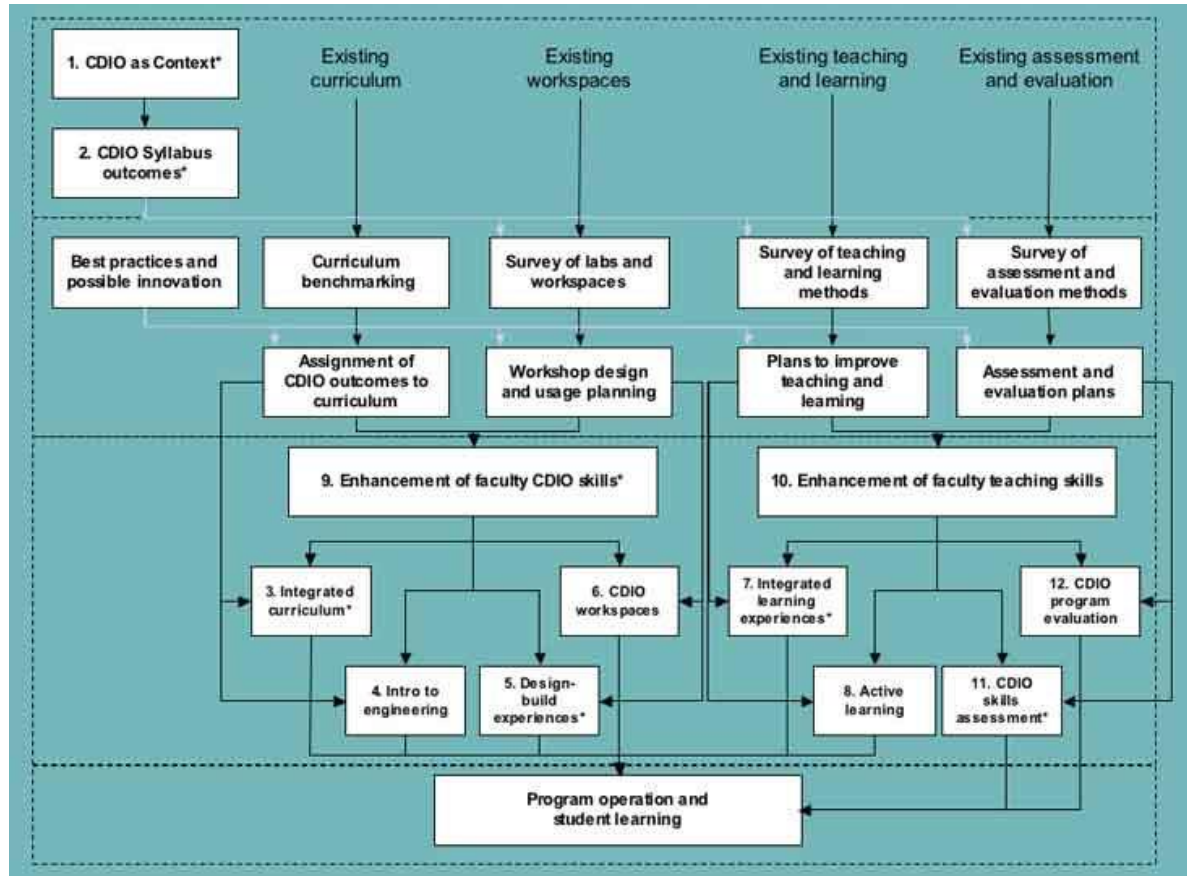 1. CDIO as Context*
Existing
curriculum
Existing
workspaces
Existing teaching
and learning
Existing assessment
and evaluation
2. CDIO Syllabus
outcomes*
Best practices and
possible innovation
Curriculum
benchmarking
Survey of labs and
workspaces
Survey of teaching
and learning
methods
Survey of
assessment and
evaluation methods
Assignment of
CDIO outcomes to
curriculum
Workshop design
and usage planning
Plans to improve
teaching and
learning
Assessment and
evaluation plans
9. Enhancement of faculty CDIO skills*
10. Enhancement of faculty teaching skills
3. Integrated
curriculum*
6. CDIO
workspaces
7. Integrated
learning
experiences*
12. CDIO
program
evaluation
4. Intro to
engineering
5. Design-
build
experiences*
8. Active
learning
11. CDIO
skills
assessment*
Program operation and
student learning